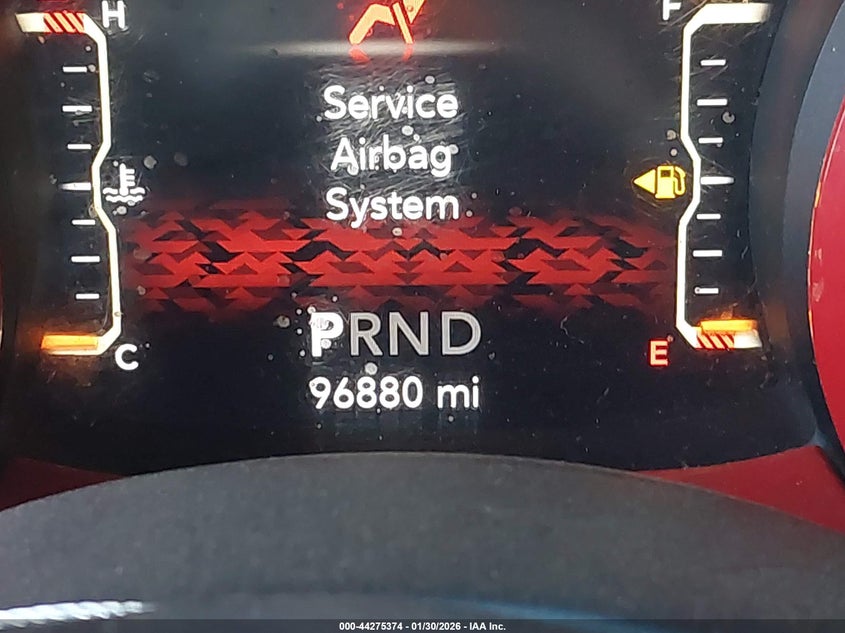 H F
Service
Airbag
System
PRND
C E
96880 mi
000-44275374 - 01/30/2026 - IAA Inc.